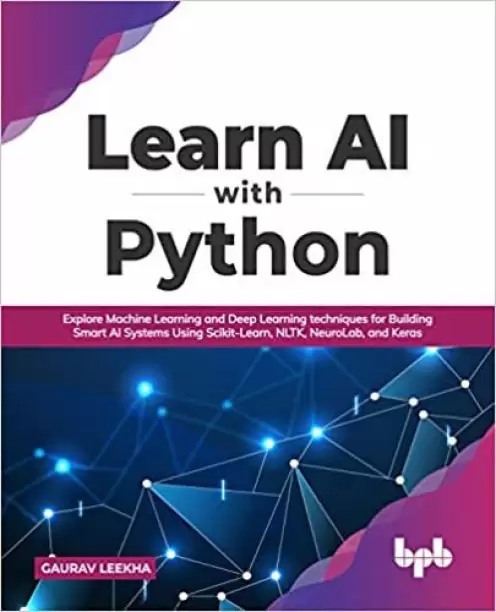 Learn AI
with
Python
Explore Machine Learning and Deep Learning techniques for Building
Smart AI Systems Using Scikit-Learn, NLTK, NeuroLab, and Keras
GAURAV LEEKHA
bpb